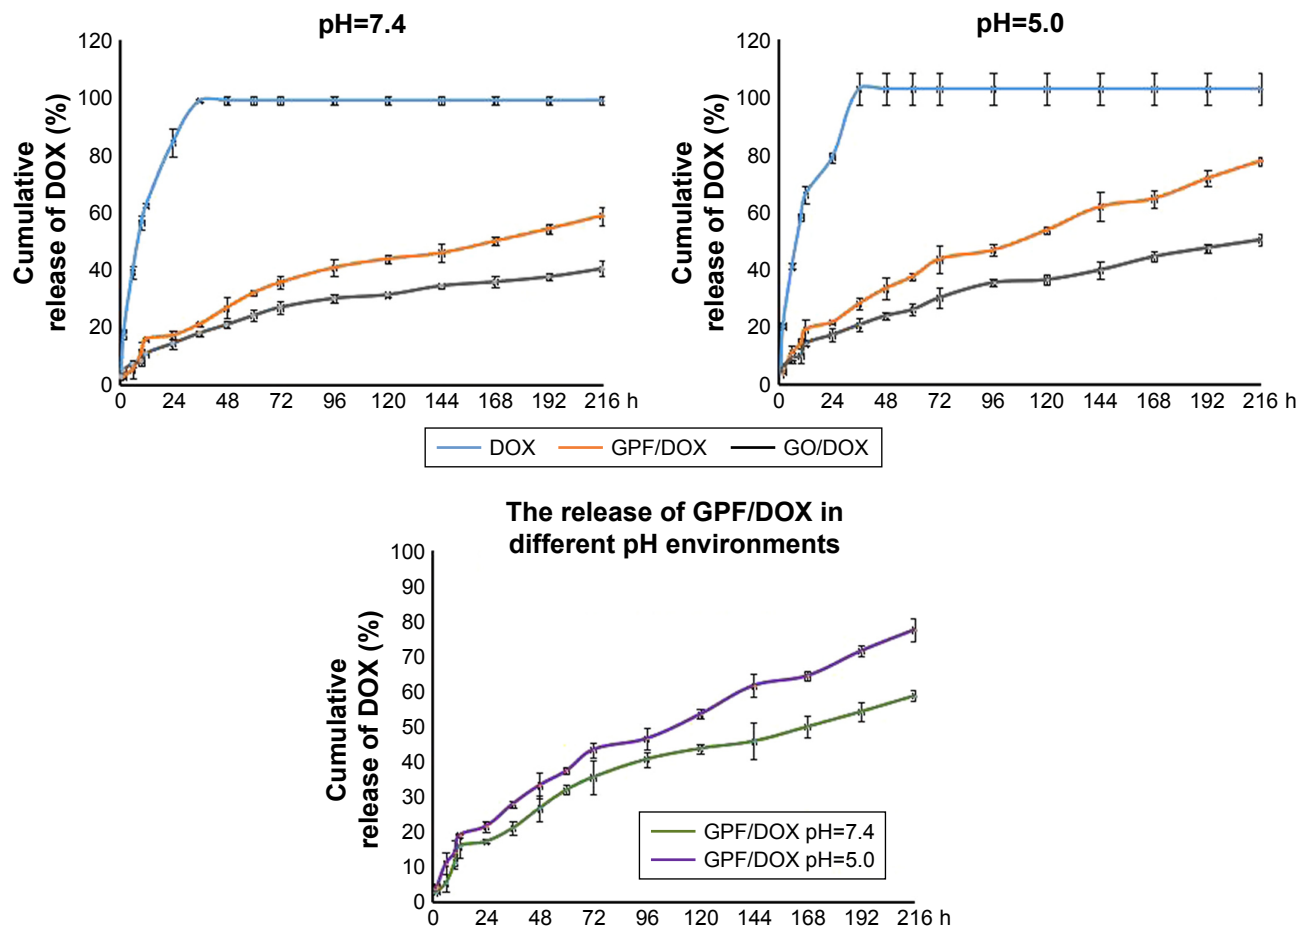 pH=7.4
Cumulative
release of DOX (%)
120
100
80
60
40
20
0
0 24 48 72 96 120 144 168 192 216 h
pH=5.0
Cumulative
release of DOX (%)
120
100
80
60
40
20
0
0 24 48 72 96 120 144 168 192 216 h
DOX GPF/DOX GO/DOX
The release of GPF/DOX in
different pH environments
Cumulative
release of DOX (%)
100
90
80
70
60
50
40
30
20
10
0
GPF/DOX pH=7.4
GPF/DOX pH=5.0
0 24 48 72 96 120 144 168 192 216 h